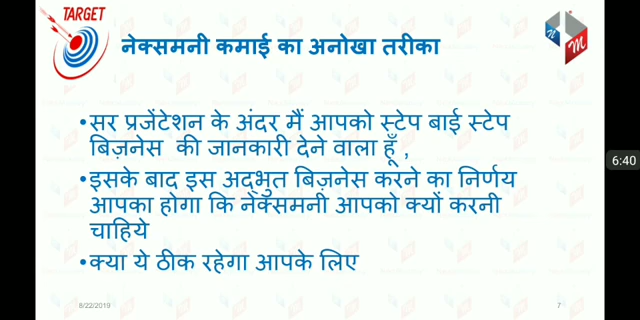 TARGET
नेक्समनी कमाई का अनोखा तरीका
N
M
• सर प्रजेंटेशन के अंदर मैं आपको स्टेप बाई स्टेप
बिज़नेस की जानकारी देने वाला हूँ ,
• इसके बाद इस अद्भुत बिज़नेस करने का निर्णय
आपका होगा कि नेक्समनी आपको क्यों करनी
चाहिये
• क्या ये ठीक रहेगा आपके लिए
6:40
8/22/2019
7